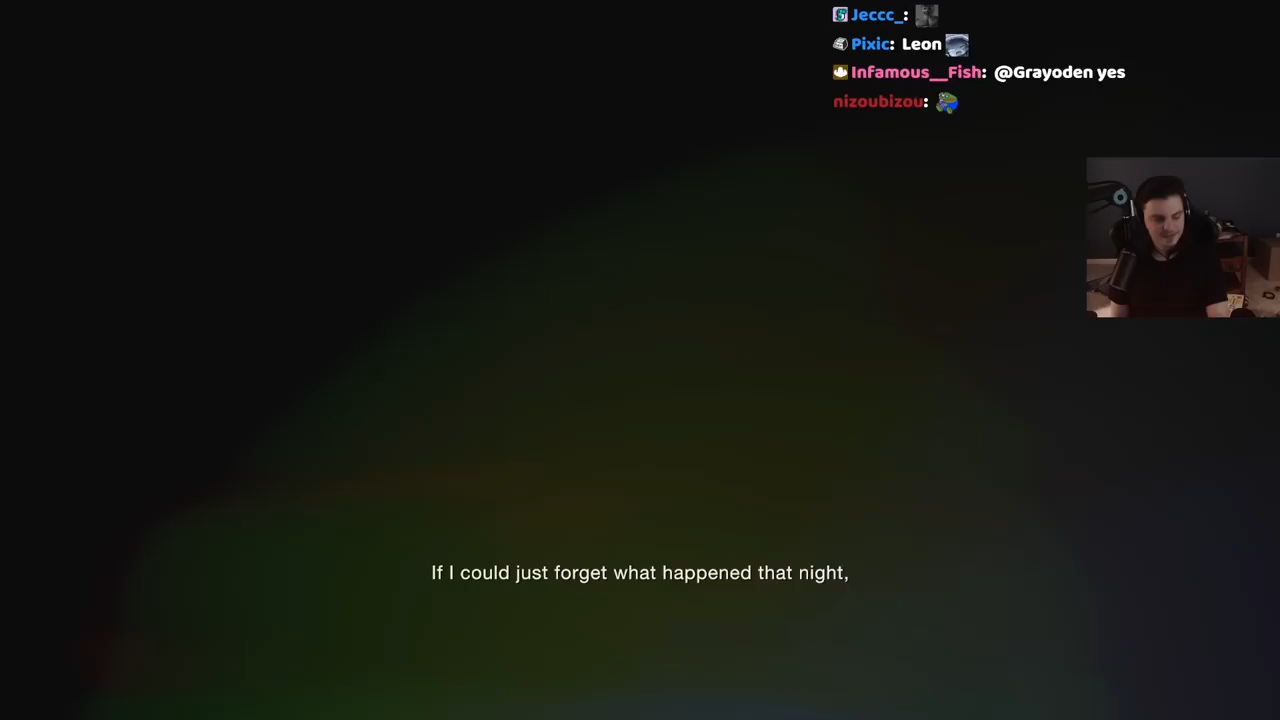 Jeccc_:
Pixic: Leon
Infamous__Fish: @Grayoden yes
nizoubizou:
If I could just forget what happened that night,